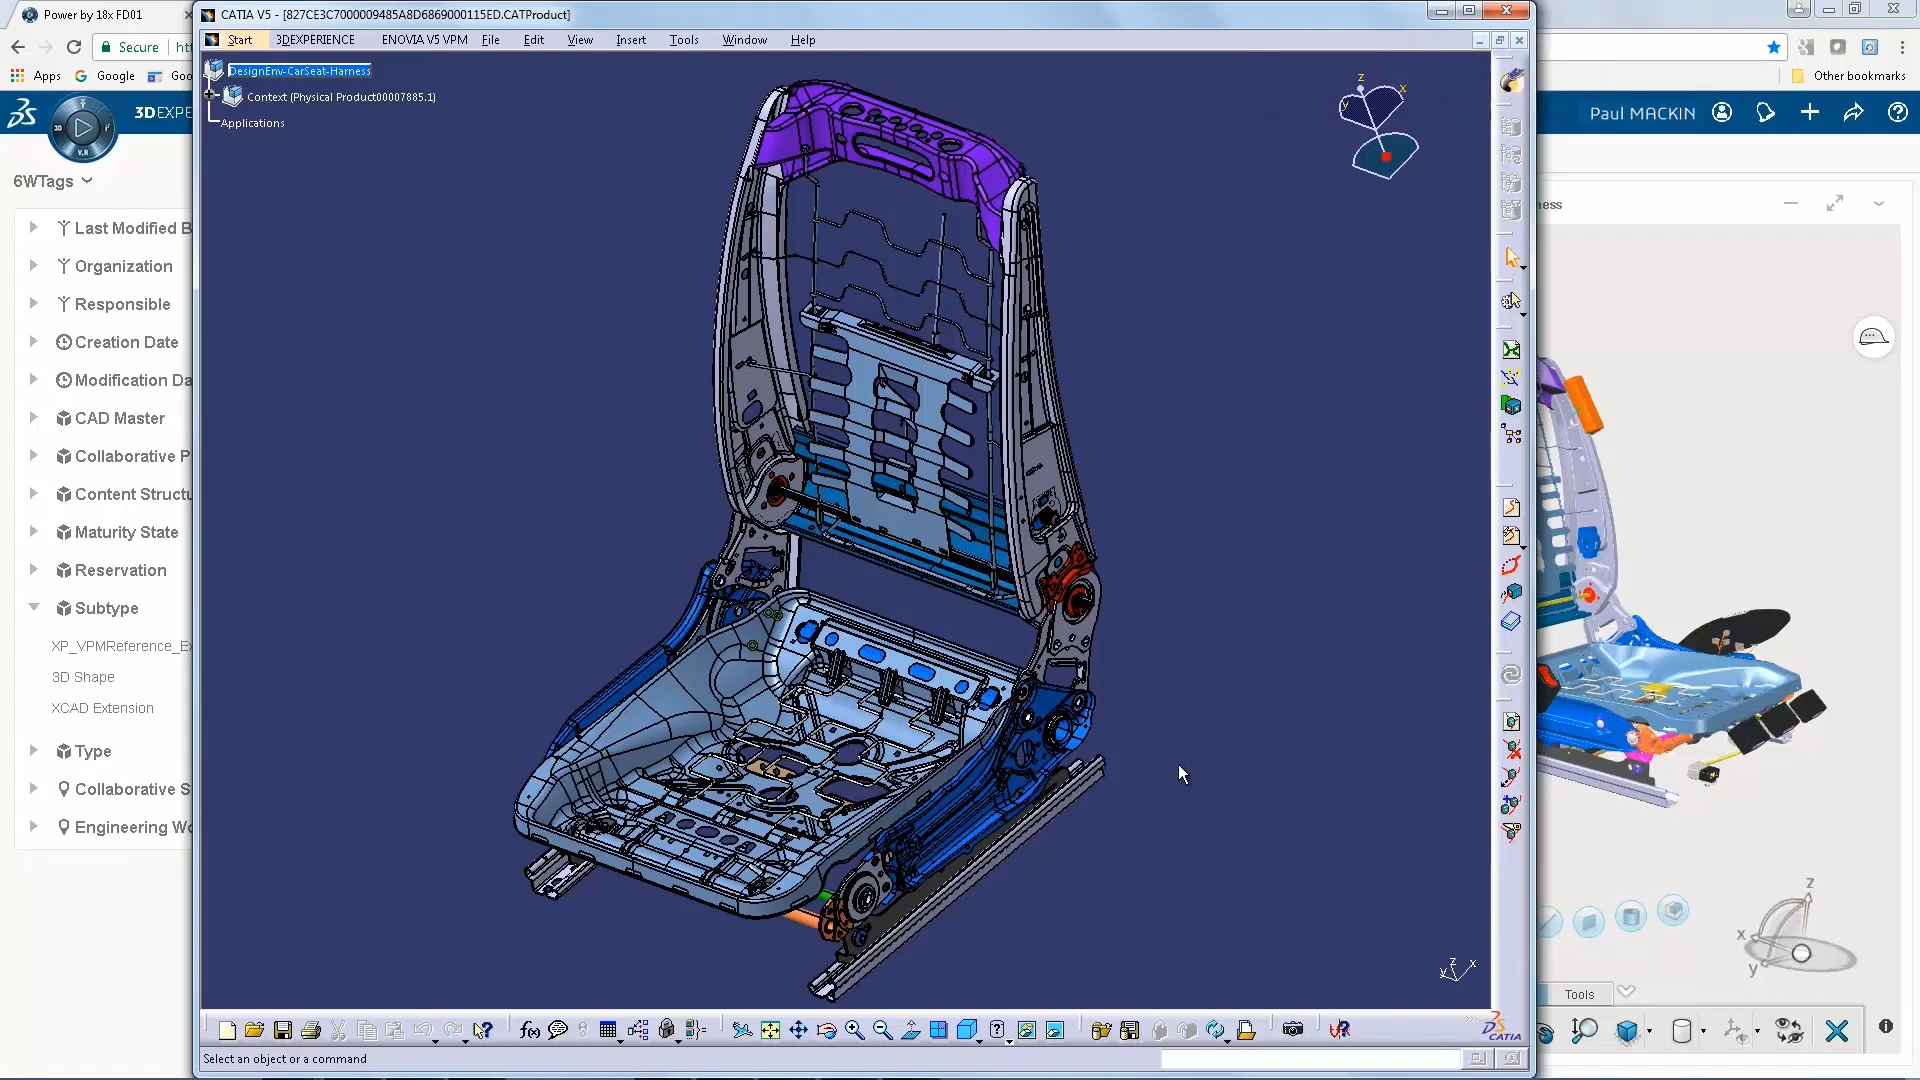 Power by 18x FD01
CATIA V5 - [827CE3C7000009485A8D6869000115ED.CATProduct]
Start 3DEXPERIENCE ENOVIA V5 VPM File Edit View Insert Tools Window Help
Secure
Apps Google Other bookmarks
DesignEnv-CarSeat-Harness
Context (Physical Product00007885.1)
Applications
3DEXPE
Paul MACKIN
3D
V.R
6WTags
ness
Last Modified B
Organization
Responsible
Creation Date
Modification Da
CAD Master
Collaborative P
Content Structu
Maturity State
Reservation
Subtype
XP_VPMReference_Ex
3D Shape
XCAD Extension
Type
Collaborative S
Engineering Wo
z
x
y
z
x
y
z
x
y
Tools
f(x)
CATIA
Select an object or a command